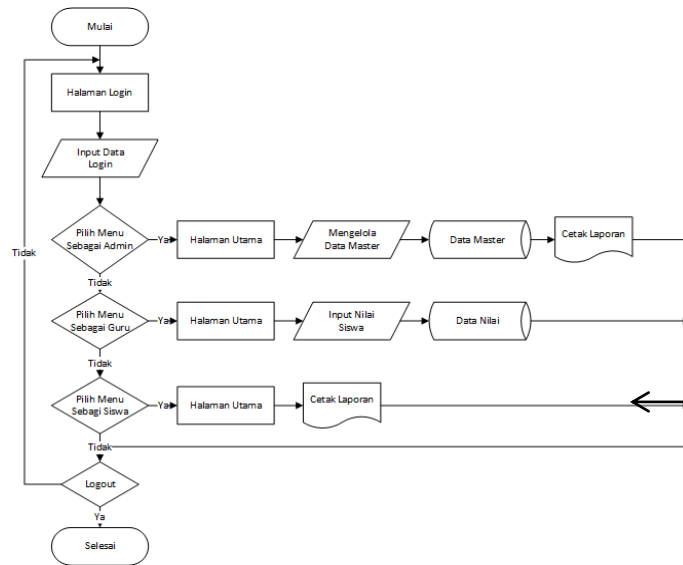 Mulai
Halaman Login
Input Data
Login
Pilih Menu
Sebagai Admin
Ya
Halaman Utama
Mengelola
Data Master
Data Master
Cetak Laporan
Tidak
Tidak
Pilih Menu
Sebagai Guru
Ya
Halaman Utama
Input Nilai
Siswa
Data Nilai
Tidak
Pilih Menu
Sebagi Siswa
Ya
Halaman Utama
Cetak Laporan
Tidak
Logout
Ya
Selesai